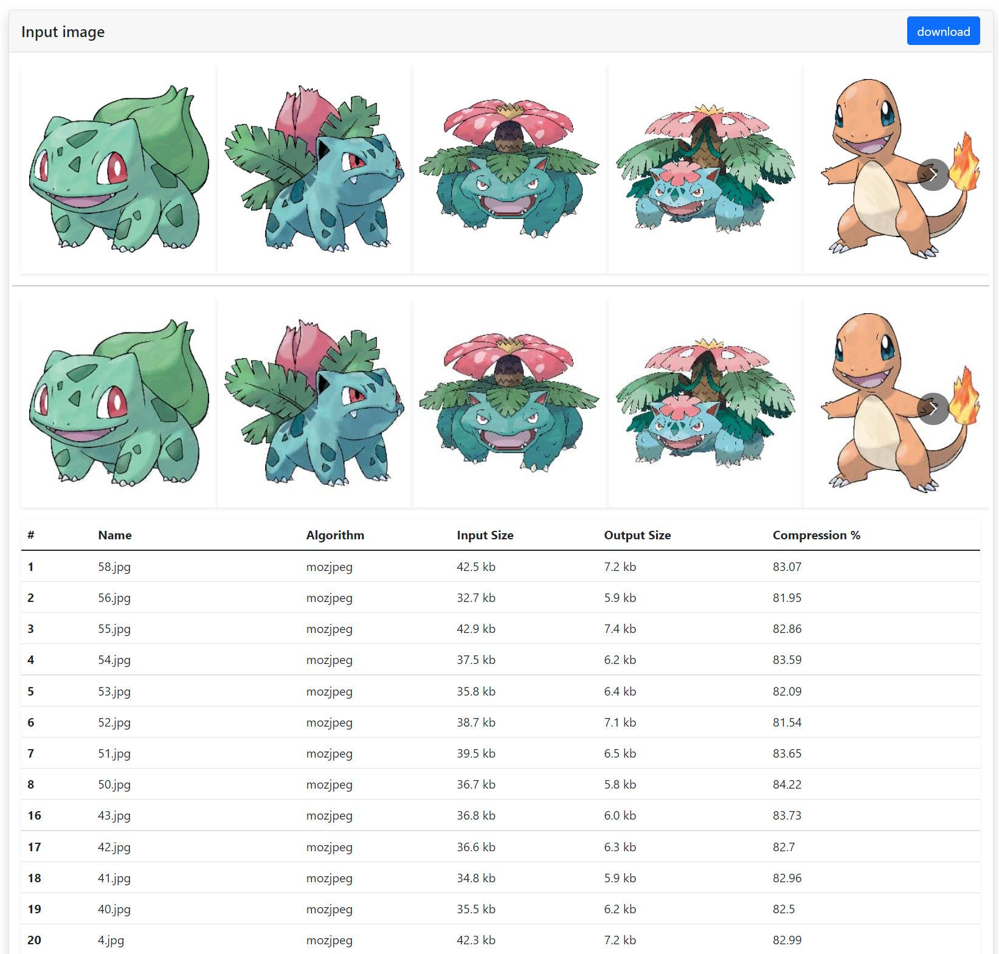 Input image
download
# Name Algorithm Input Size Output Size Compression %
1 58.jpg mozjpeg 42.5 kb 7.2 kb 83.07
2 56.jpg mozjpeg 32.7 kb 5.9 kb 81.95
3 55.jpg mozjpeg 42.9 kb 7.4 kb 82.86
4 54.jpg mozjpeg 37.5 kb 6.2 kb 83.59
5 53.jpg mozjpeg 35.8 kb 6.4 kb 82.09
6 52.jpg mozjpeg 38.7 kb 7.1 kb 81.54
7 51.jpg mozjpeg 39.5 kb 6.5 kb 83.65
8 50.jpg mozjpeg 36.7 kb 5.8 kb 84.22
16 43.jpg mozjpeg 36.8 kb 6.0 kb 83.73
17 42.jpg mozjpeg 36.6 kb 6.3 kb 82.7
18 41.jpg mozjpeg 34.8 kb 5.9 kb 82.96
19 40.jpg mozjpeg 35.5 kb 6.2 kb 82.5
20 4.jpg mozjpeg 42.3 kb 7.2 kb 82.99